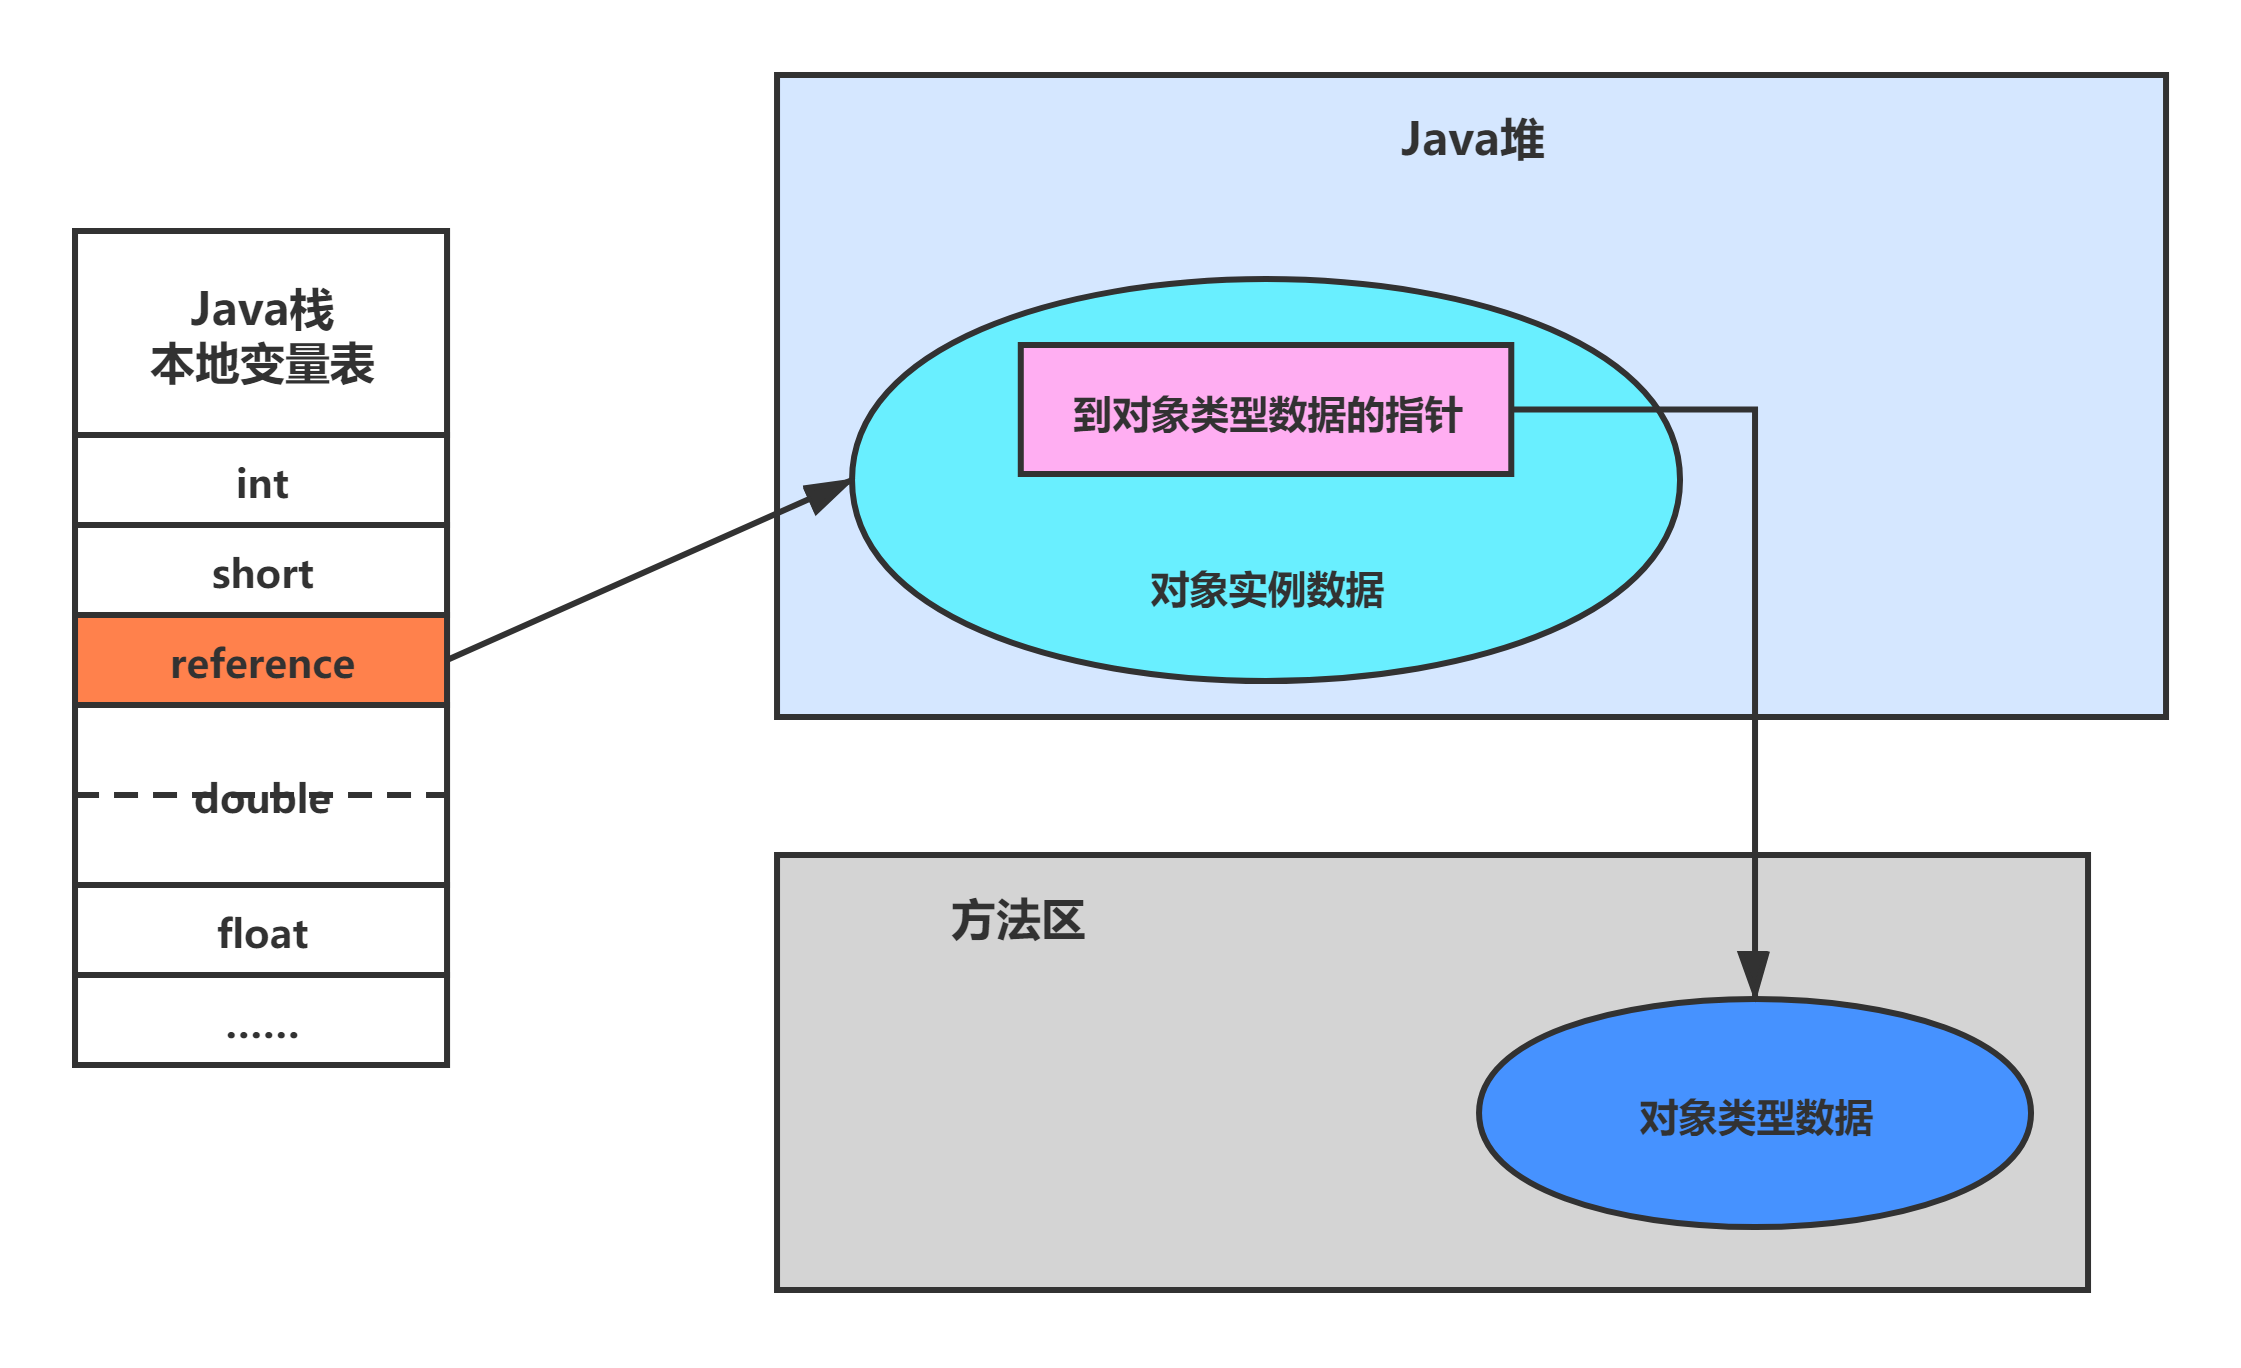 Java栈
本地变量表
int
short
reference
double
float
......
Java堆
到对象类型数据的指针
对象实例数据
方法区
对象类型数据